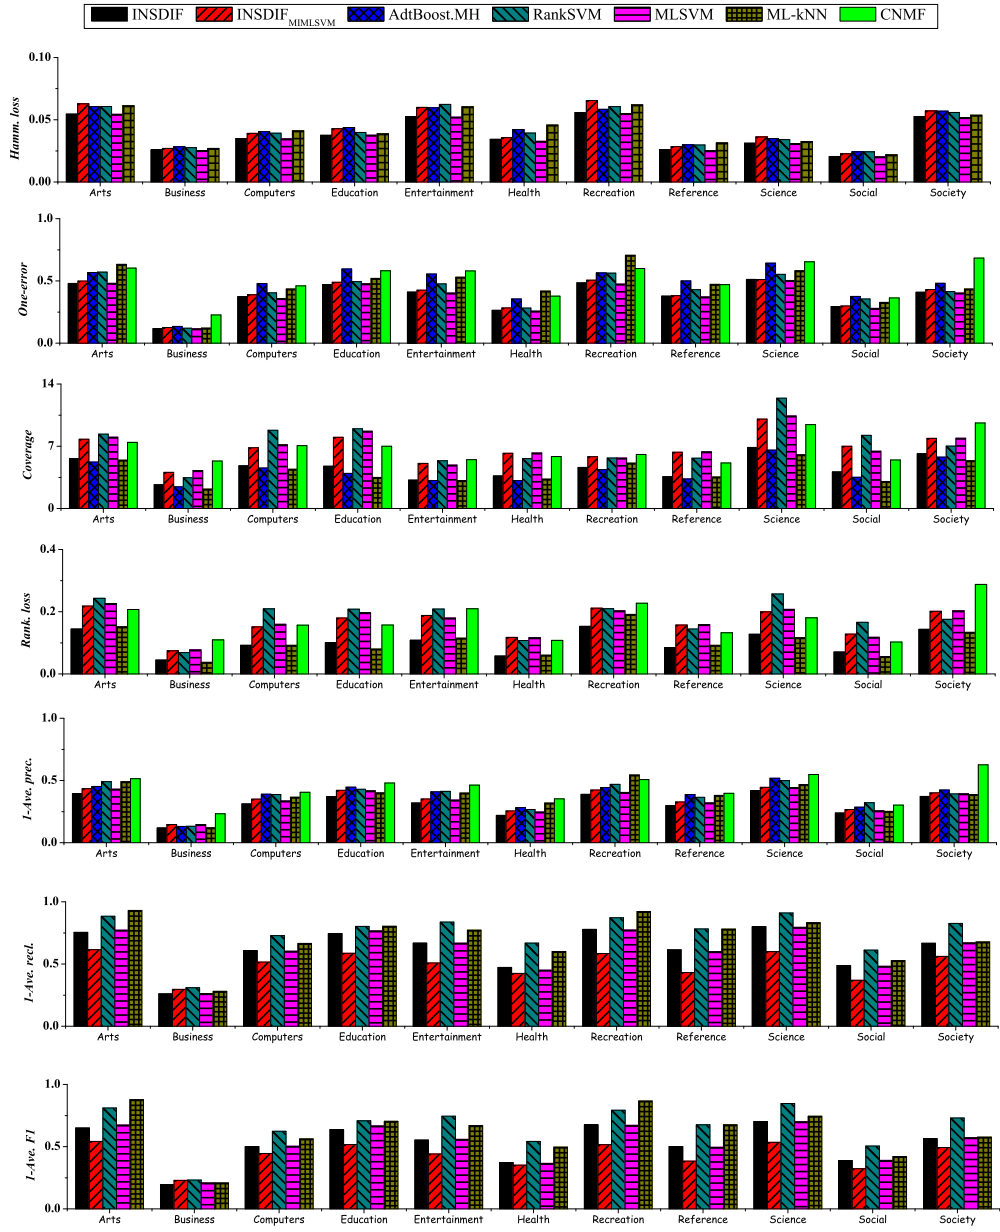 INSDIF INSDIF MIMLSVM AdtBoost.MH RankSVM MLSVM ML-kNN CNMF
0.10
0.05
0.00
Hamm. loss
Arts Business Computers Education Entertainment Health Recreation Reference Science Social Society
1.0
0.5
0.0
One-error
Arts Business Computers Education Entertainment Health Recreation Reference Science Social Society
14
7
0
Coverage
Arts Business Computers Education Entertainment Health Recreation Reference Science Social Society
0.4
0.2
0.0
Rank. loss
Arts Business Computers Education Entertainment Health Recreation Reference Science Social Society
1.0
0.5
0.0
1-Ave. prec.
Arts Business Computers Education Entertainment Health Recreation Reference Science Social Society
1.0
0.5
0.0
1-Ave. recl.
Arts Business Computers Education Entertainment Health Recreation Reference Science Social Society
1.0
0.5
0.0
1-Ave. F1
Arts Business Computers Education Entertainment Health Recreation Reference Science Social Society